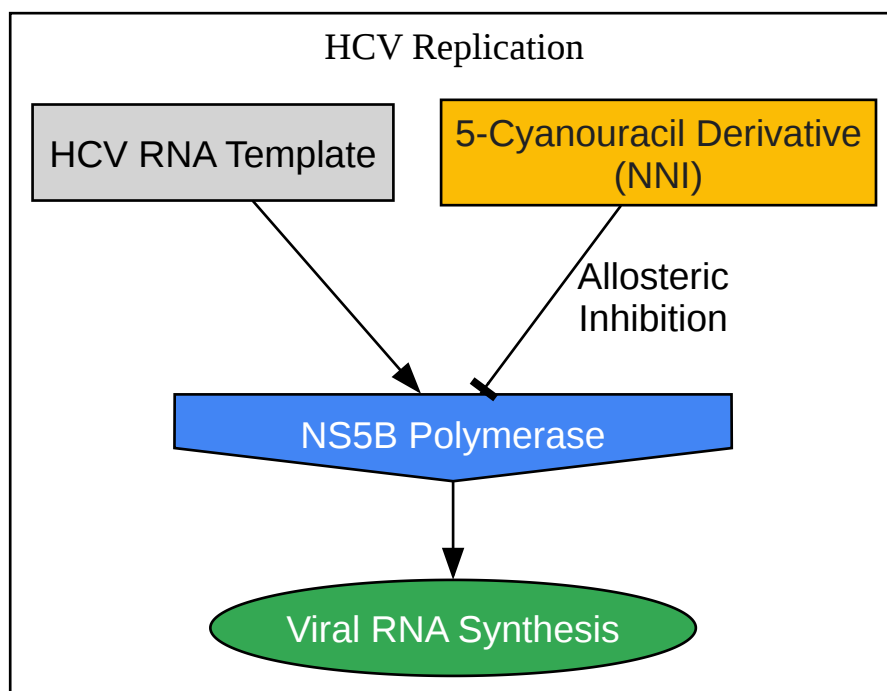 HCV Replication
HCV RNA Template
5-Cyanouracil Derivative
(NNI)
Allosteric
Inhibition
NS5B Polymerase
Viral RNA Synthesis